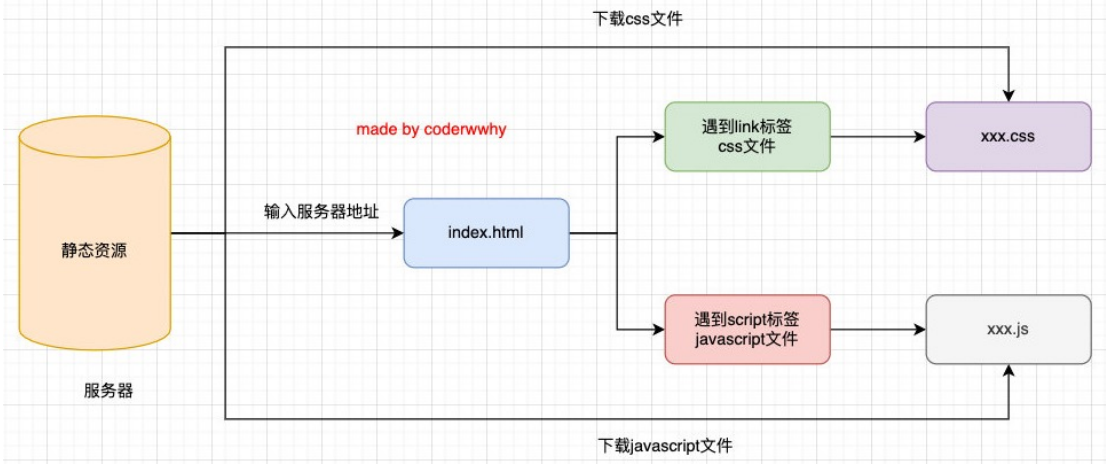 下载css文件
made by coderwwhy
遇到link标签
css文件
xxx.css
输入服务器地址
index.html
静态资源
遇到script标签
javascript文件
xxx.js
服务器
下载javascript文件